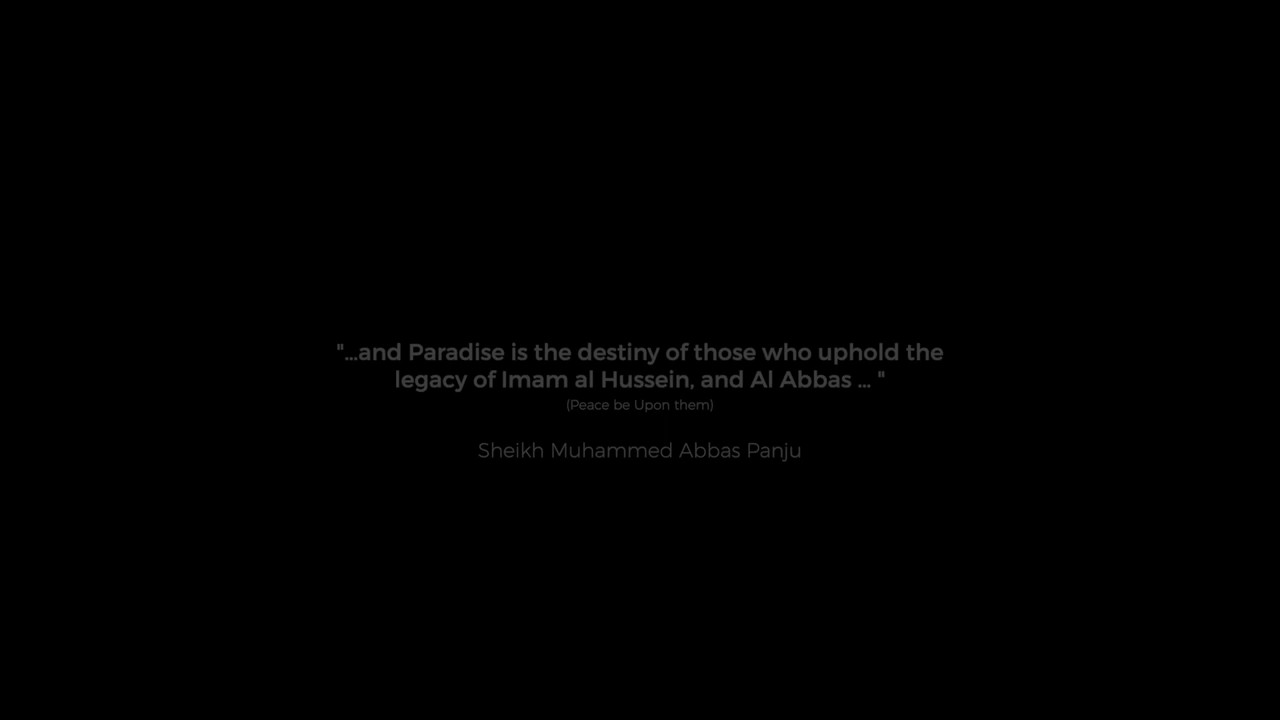 "...and Paradise is the destiny of those who uphold the
legacy of Imam al Hussein, and Al Abbas ... "
(Peace be Upon them)
Sheikh Muhammed Abbas Panju